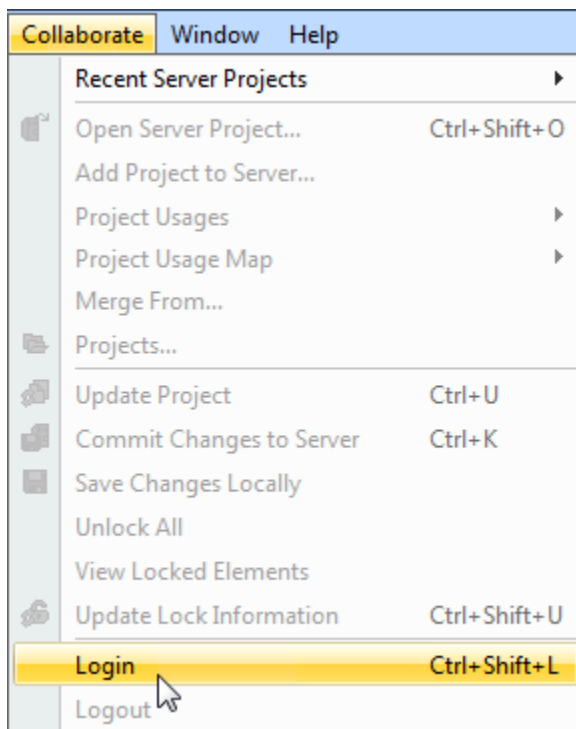 Collaborate Window Help
Recent Server Projects
Open Server Project... Ctrl+Shift+O
Add Project to Server...
Project Usages
Project Usage Map
Merge From...
Projects...
Update Project Ctrl+U
Commit Changes to Server Ctrl+K
Save Changes Locally
Unlock All
View Locked Elements
Update Lock Information Ctrl+Shift+U
Login Ctrl+Shift+L
Logout